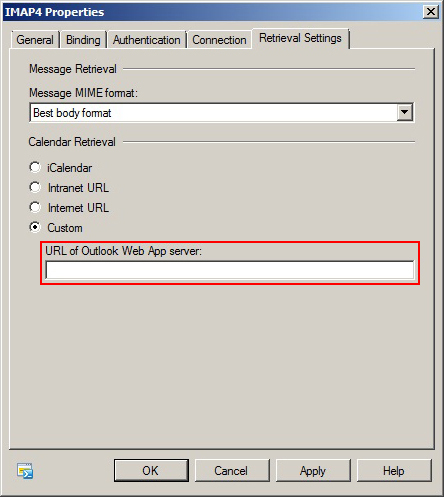 IMAP4 Properties
General Binding Authentication Connection Retrieval Settings
Message Retrieval
Message MIME format:
Best body format
Calendar Retrieval
iCalendar
Intranet URL
Internet URL
Custom
URL of Outlook Web App server:
OK Cancel Apply Help